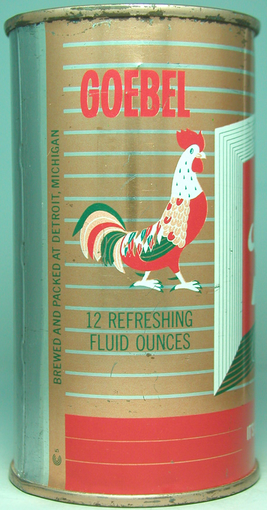 GOEBEL
12 REFRESHING
FLUID OUNCES
BREWED AND PACKED AT DETROIT, MICHIGAN